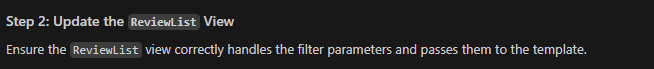 Step 2: Update the ReviewList View
Ensure the ReviewList view correctly handles the filter parameters and passes them to the template.